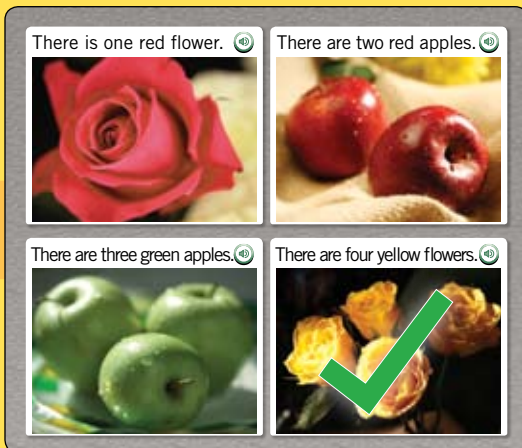 There is one red flower.
There are two red apples.
There are three green apples.
There are four yellow flowers.